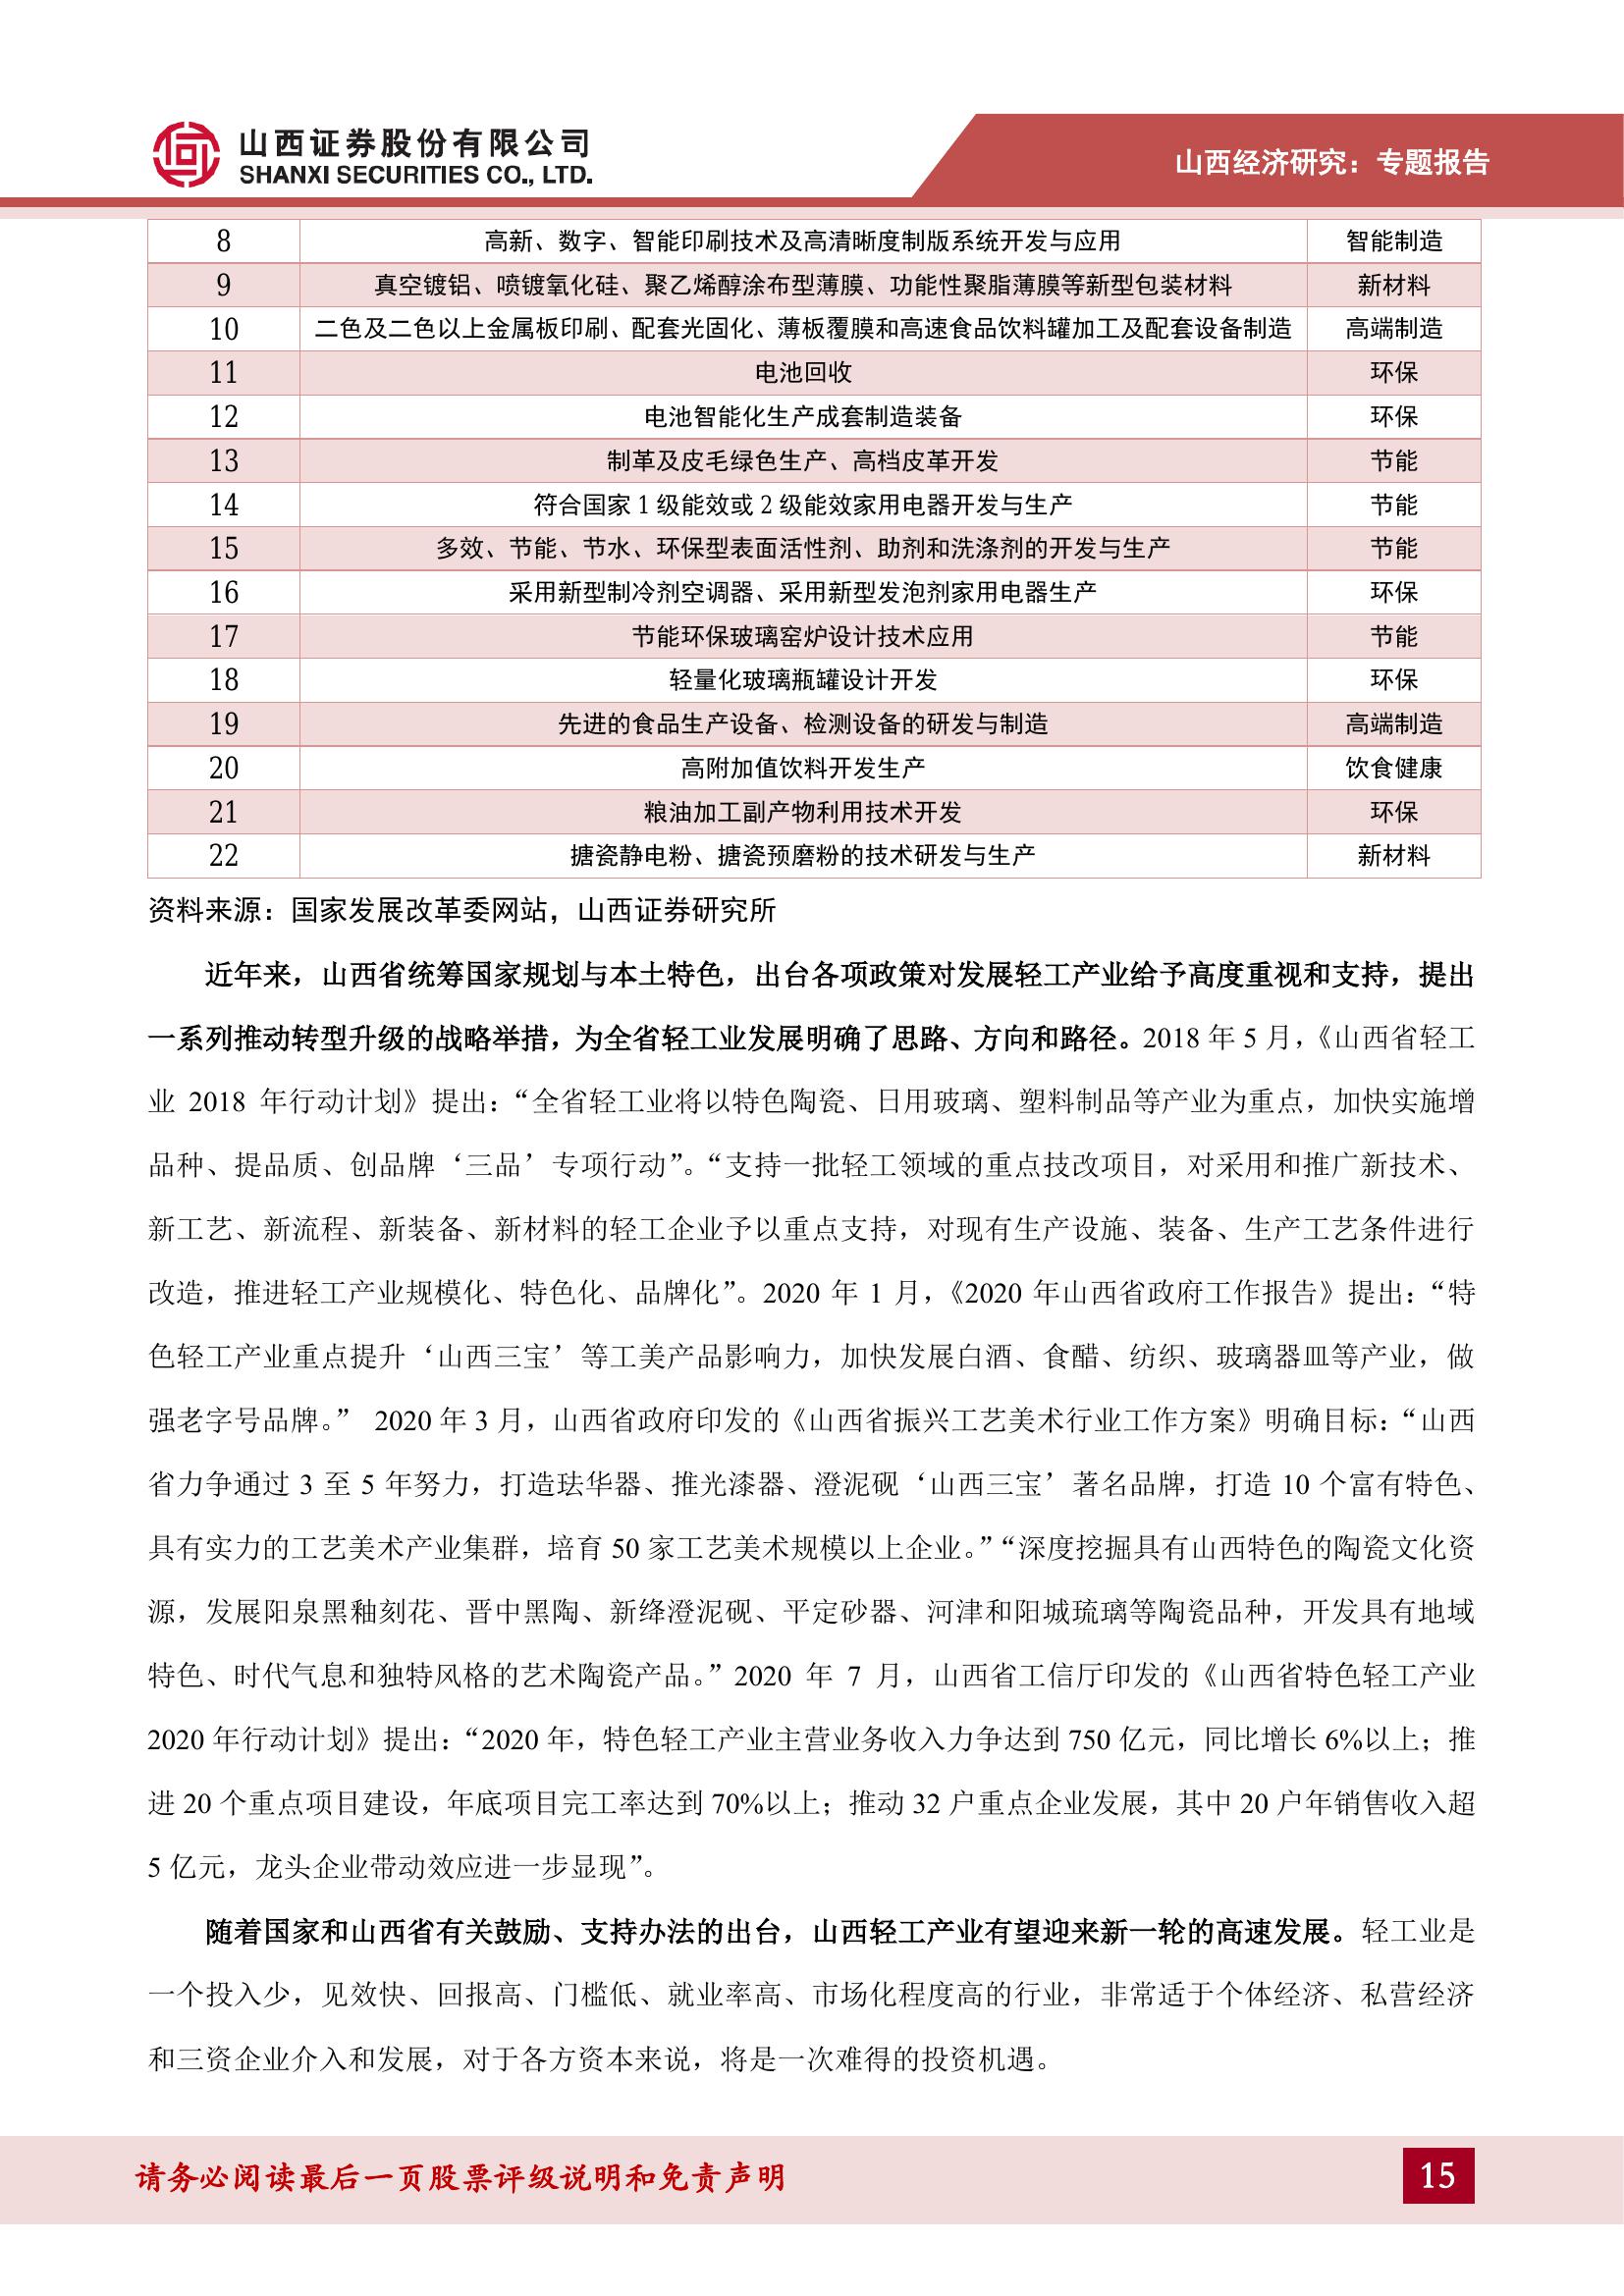 山西证券股份有限公司
SHANXI SECURITIES CO., LTD.
山西经济研究：专题报告
8 高新、数字、智能印刷技术及高清晰度制版系统开发与应用 智能制造
9 真空镀铝、喷镀氧化硅、聚乙烯醇涂布型薄膜、功能性聚脂薄膜等新型包装材料 新材料
10 二色及二色以上金属板印刷、配套光固化、薄板覆膜和高速食品饮料罐加工及配套设备制造 高端制造
11 电池回收 环保
12 电池智能化生产成套制造装备 环保
13 制革及皮毛绿色生产、高档皮革开发 节能
14 符合国家 1 级能效或 2 级能效家用电器开发与生产 节能
15 多效、节能、节水、环保型表面活性剂、助剂和洗涤剂的开发与生产 节能
16 采用新型制冷剂空调器、采用新型发泡剂家用电器生产 环保
17 节能环保玻璃窑炉设计技术应用 节能
18 轻量化玻璃瓶罐设计开发 环保
19 先进的食品生产设备、检测设备的研发与制造 高端制造
20 高附加值饮料开发生产 饮食健康
21 粮油加工副产物利用技术开发 环保
22 搪瓷静电粉、搪瓷预磨粉的技术研发与生产 新材料
资料来源：国家发展改革委网站，山西证券研究所
近年来，山西省统筹国家规划与本土特色，出台各项政策对发展轻工产业给予高度重视和支持，提出
一系列推动转型升级的战略举措，为全省轻工业发展明确了思路、方向和路径。2018 年 5 月，《山西省轻工
业 2018 年行动计划》提出：“全省轻工业将以特色陶瓷、日用玻璃、塑料制品等产业为重点，加快实施增
品种、提品质、创品牌‘三品’专项行动”。“支持一批轻工领域的重点技改项目，对采用和推广新技术、
新工艺、新流程、新装备、新材料的轻工企业予以重点支持，对现有生产设施、装备、生产工艺条件进行
改造，推进轻工产业规模化、特色化、品牌化”。2020 年 1 月，《2020 年山西省政府工作报告》提出：“特
色轻工产业重点提升‘山西三宝’等工美产品影响力，加快发展白酒、食醋、纺织、玻璃器皿等产业，做
强老字号品牌。” 2020 年 3 月，山西省政府印发的《山西省振兴工艺美术行业工作方案》明确目标：“山西
省力争通过 3 至 5 年努力，打造珐华器、推光漆器、澄泥砚‘山西三宝’著名品牌，打造 10 个富有特色、
具有实力的工艺美术产业集群，培育 50 家工艺美术规模以上企业。”“深度挖掘具有山西特色的陶瓷文化资
源，发展阳泉黑釉刻花、晋中黑陶、新绛澄泥砚、平定砂器、河津和阳城琉璃等陶瓷品种，开发具有地域
特色、时代气息和独特风格的艺术陶瓷产品。”2020 年 7 月，山西省工信厅印发的《山西省特色轻工产业
2020 年行动计划》提出：“2020 年，特色轻工产业主营业务收入力争达到 750 亿元，同比增长 6%以上；推
进 20 个重点项目建设，年底项目完工率达到 70%以上；推动 32 户重点企业发展，其中 20 户年销售收入超
5 亿元，龙头企业带动效应进一步显现”。
随着国家和山西省有关鼓励、支持办法的出台，山西轻工产业有望迎来新一轮的高速发展。轻工业是
一个投入少，见效快、回报高、门槛低、就业率高、市场化程度高的行业，非常适于个体经济、私营经济
和三资企业介入和发展，对于各方资本来说，将是一次难得的投资机遇。
请务必阅读最后一页股票评级说明和免责声明
15